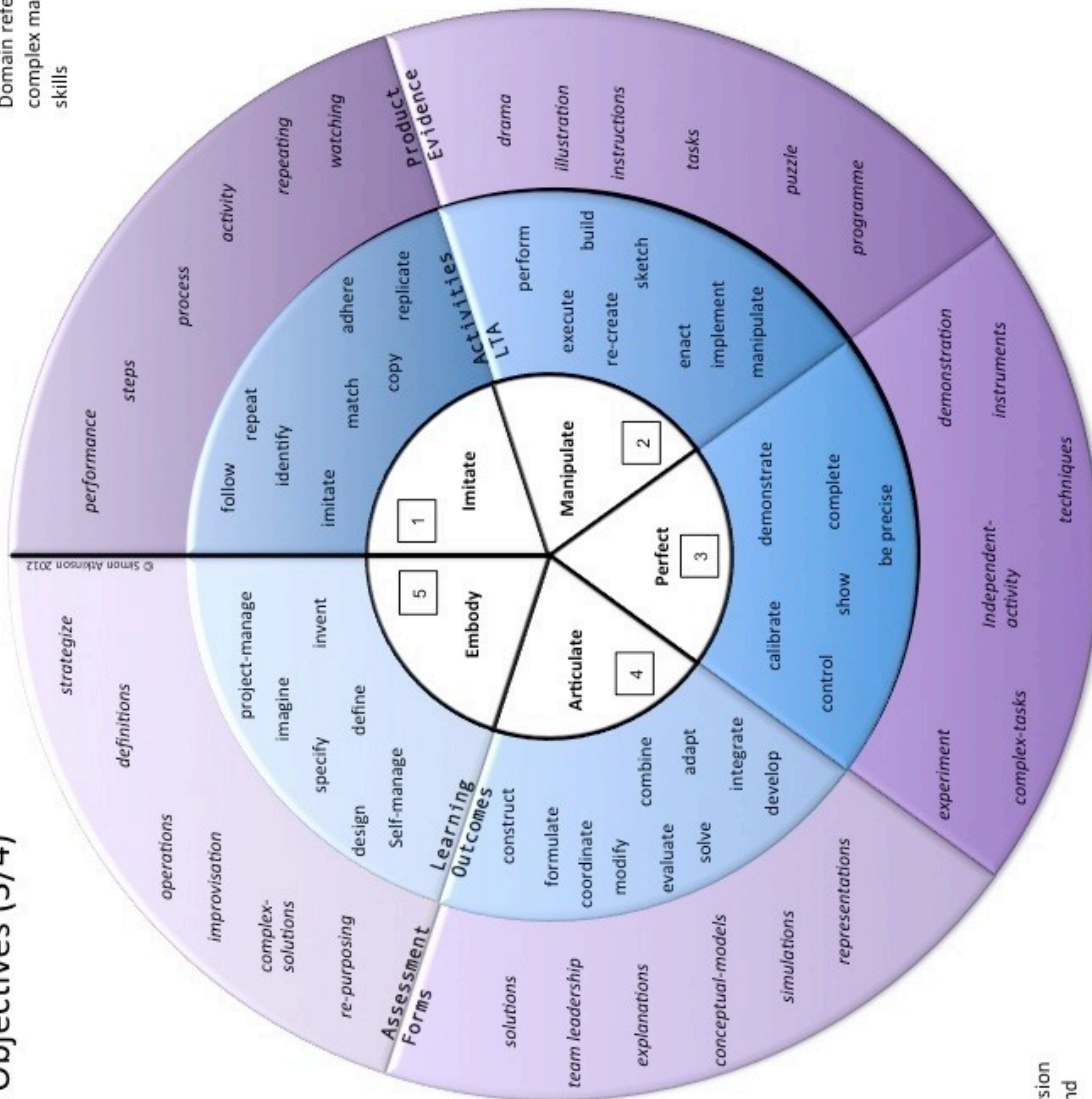 Objectives (3/4)
Domain refe
complex ma
skills
© Simon Atkinson 2012
1
Imitate
2
Manipulate
3
Perfect
4
Articulate
5
Embody
follow
repeat
identify
imitate
match
copy
adhere
replicate
performance
steps
process
activity
repeating
watching
Product
Evidence
Activities
LTA
perform
build
execute
sketch
re-create
enact
implement
manipulate
drama
illustration
instructions
tasks
puzzle
programme
demonstrate
complete
be precise
calibrate
show
control
demonstration
instruments
techniques
Independent-
activity
experiment
complex-tasks
Learning
Outcomes
construct
formulate
coordinate
modify
combine
evaluate
adapt
solve
integrate
develop
Assessment
Forms
solutions
team leadership
explanations
conceptual-models
simulations
representations
project-manage
imagine
invent
specify
define
design
Self-manage
strategize
definitions
operations
improvisation
complex-
solutions
re-purposing
rsion
nd